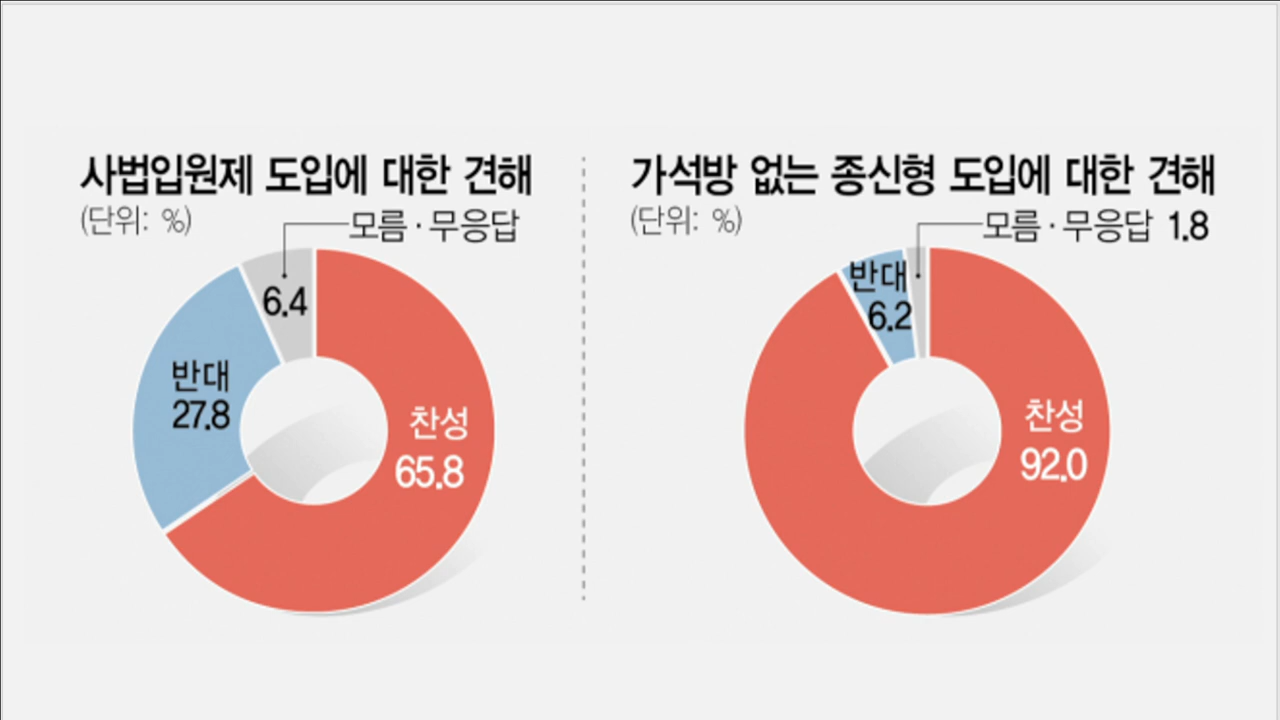 사법입원제 도입에 대한 견해
(단위: %)
모름·무응답
6.4
반대
27.8
찬성
65.8
가석방 없는 종신형 도입에 대한 견해
(단위: %)
모름·무응답 1.8
반대
6.2
찬성
92.0